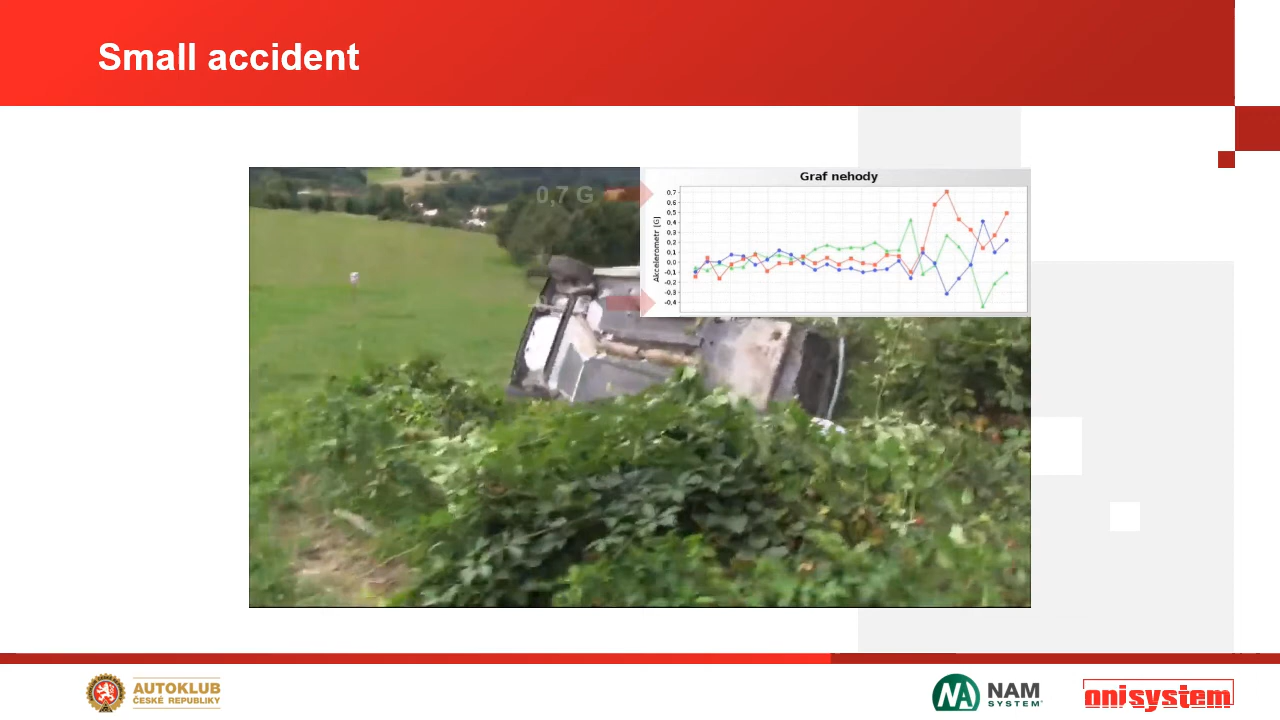 Small accident
0,7 G
Graf nehody
Akcelerometr [G]
0.7
0.6
0.5
0.4
0.3
0.2
0.1
0.0
-0.1
-0.2
-0.3
-0.4
AUTOKLUB
ČESKÉ REPUBLIKY
NAM
SYSTEM
onisystem